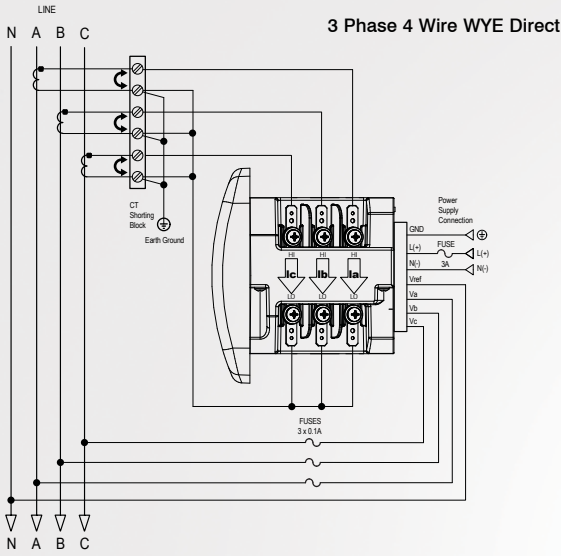 LINE
3 Phase 4 Wire WYE Direct
N A B C
CT
Shorting
Block
Earth Ground
Power
Supply
Connection
GND
L(+)
FUSE
L(+)
N(-)
3A
N(-)
Vref
Va
Vb
Vc
HI HI HI
Ic Ib Ia
LO LO LO
FUSES
3 x 0.1A
N A B C